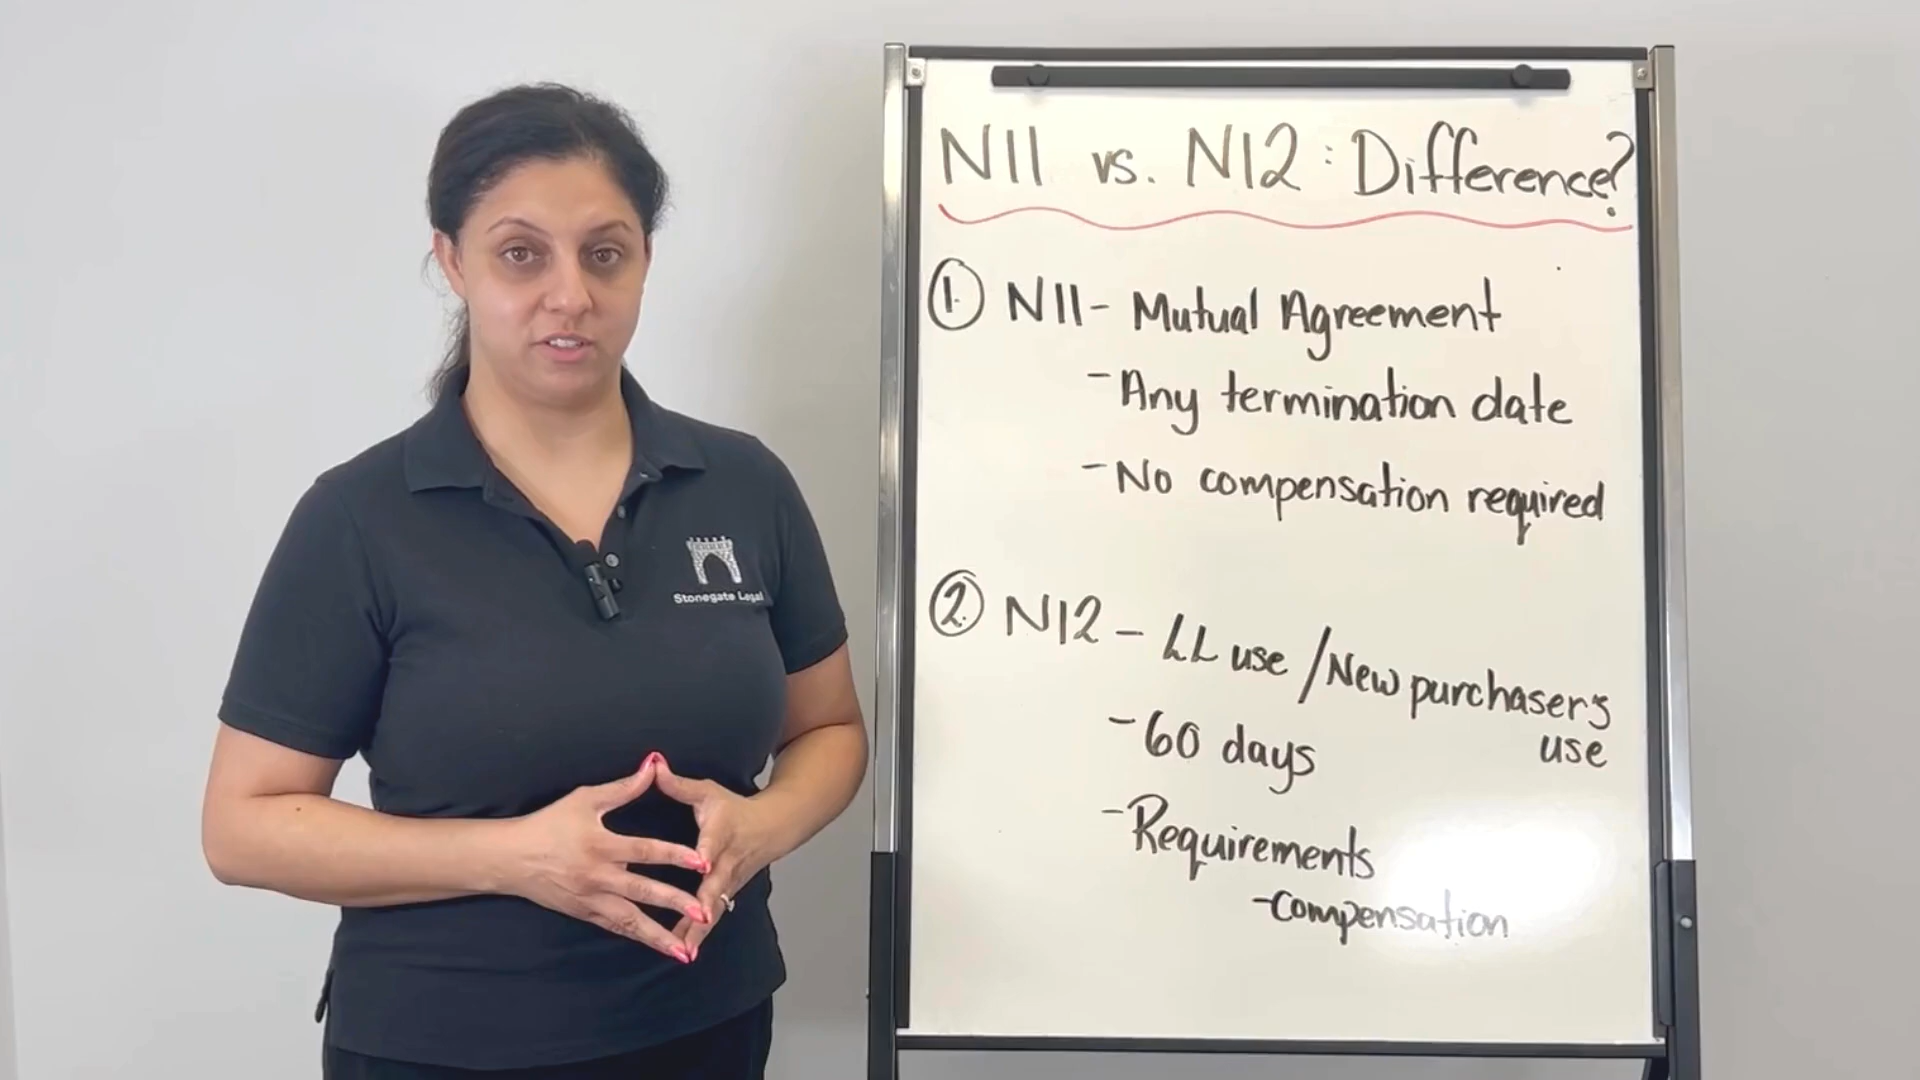 N11 vs. N12: Difference?
1. N11- Mutual Agreement
- Any termination date
- No compensation required
2. N12 - LL use / New purchaser's
use
- 60 days
- Requirements
- compensation
Stonegate Legal